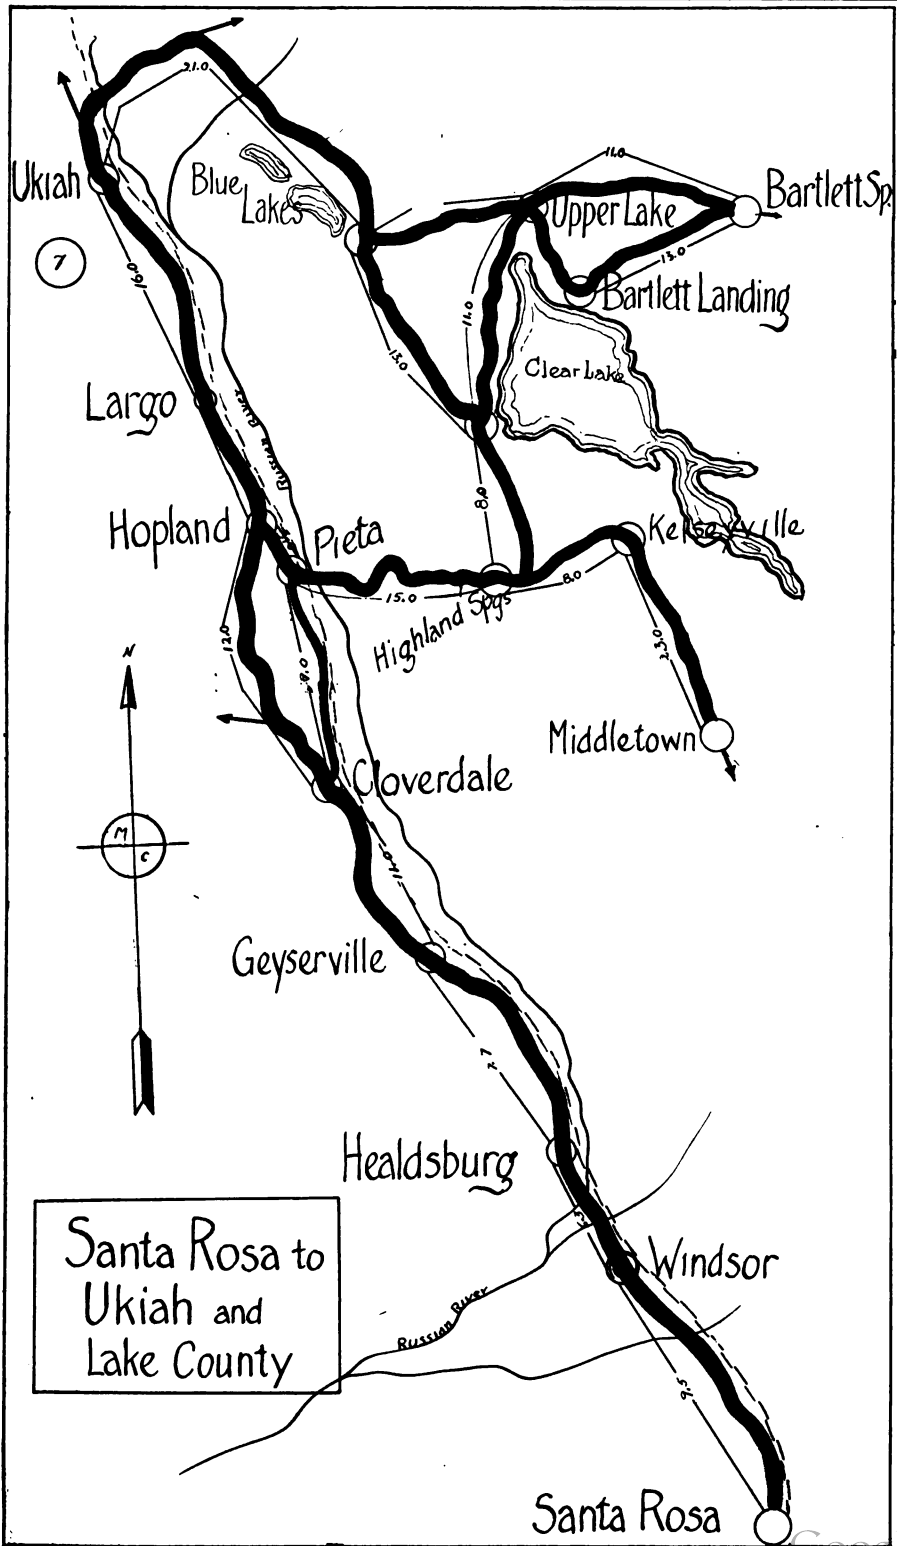 21.0
Ukiah
Blue
Lakes
11.0
Upper Lake
Bartlett Sp.
13.0
Bartlett Landing
7
16.0
11.0
13.0
Clear Lake
Largo
Russian River
Hopland
Pieta
8.0
Kelseyville
15.0
Highland Spgs
8.0
12.0
8.0
23.0
N
Middletown
Cloverdale
M
C
11.0
Geyserville
7.7
Healdsburg
Windsor
Santa Rosa to
Ukiah and
Lake County
Russian River
9.5
Santa Rosa